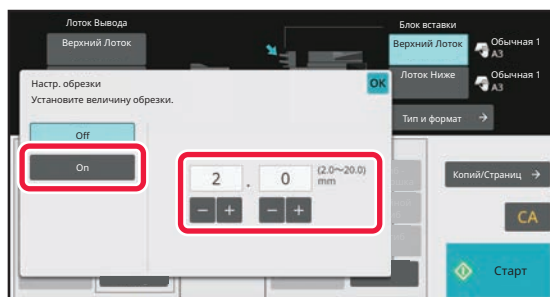 Лоток Вывода
Верхний Лоток
Блок вставки
Верхний Лоток
Обычная 1
A3
Лоток Ниже
Обычная 1
A3
Тип и формат
Настр. обрезки
OK
Установите величину обрезки.
Off
On
2 . 0 (2.0~20.0)
mm
− + − +
Копий/Страниц
CA
Старт